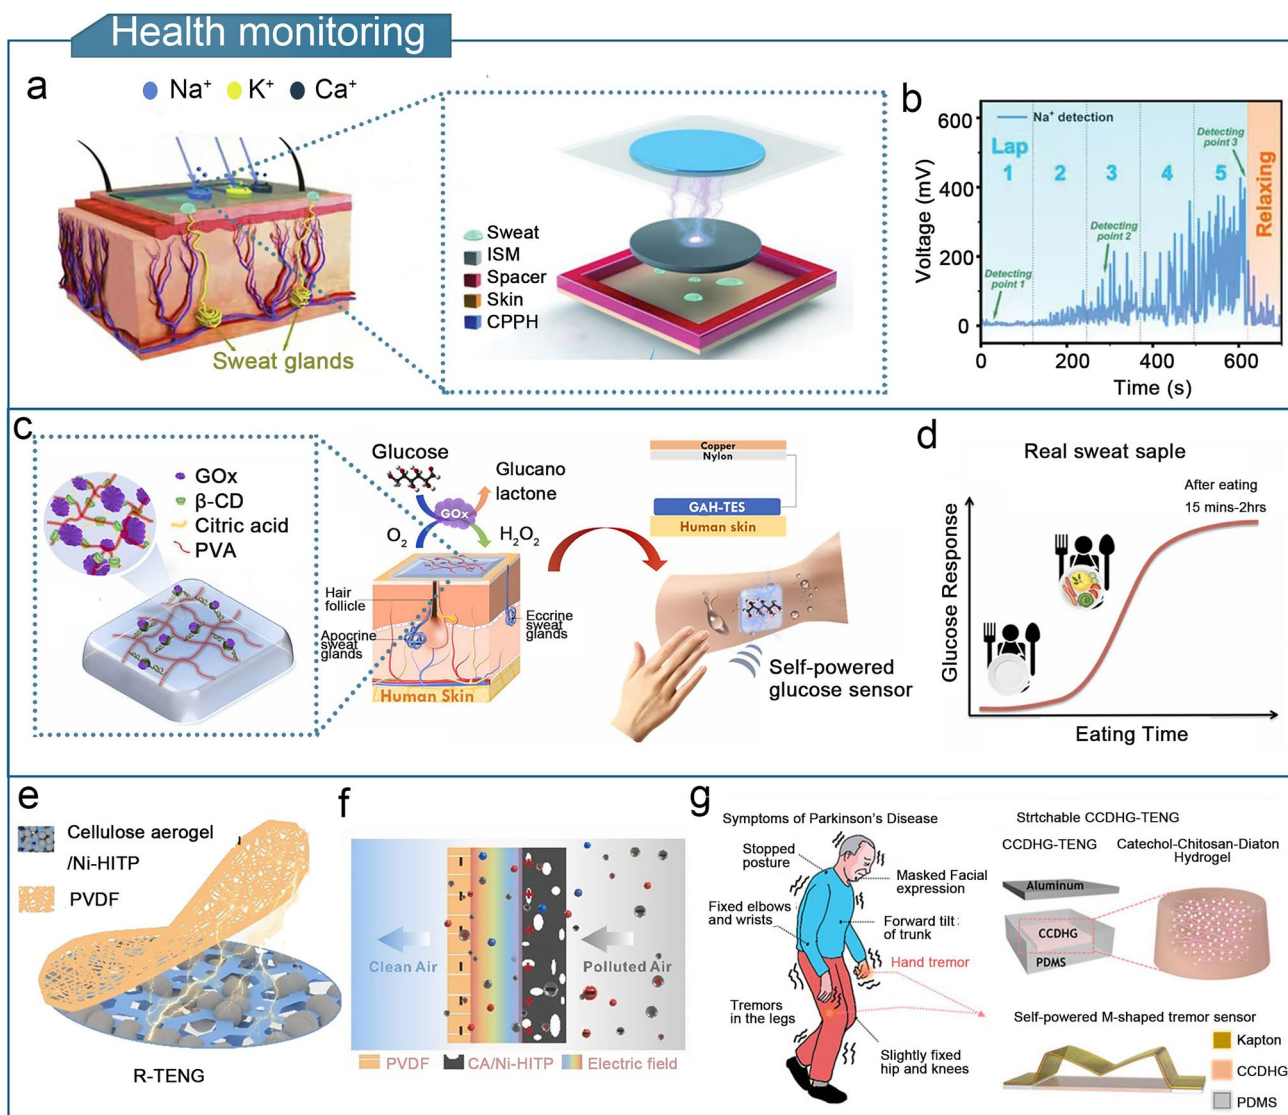 Health monitoring
a
Na⁺ K⁺ Ca⁺
Sweat glands
Sweat
ISM
Spacer
Skin
CPPH
b
Na⁺ detection
Lap
1 2 3 4 5
Detecting
point 1
Detecting
point 2
Detecting
point 3
Relaxing
Voltage (mV)
600
400
200
0
0 200 400 600
Time (s)
c
GOx
β-CD
Citric acid
PVA
Glucose
Glucano
lactone
GOx
O₂
H₂O₂
Hair
follicle
Apocrine
sweat
glands
Eccrine
sweat
glands
Human Skin
Copper
Nylon
GAH-TES
Human skin
Self-powered
glucose sensor
d
Real sweat saple
After eating
15 mins-2hrs
Glucose Response
Eating Time
e
Cellulose aerogel
/Ni-HITP
PVDF
R-TENG
f
Clean Air
Polluted Air
PVDF CA/Ni-HITP Electric field
g
Symptoms of Parkinson's Disease
Stopped
posture
Masked Facial
expression
Fixed elbows
and wrists
Forward tilt
of trunk
Hand tremor
Tremors
in the legs
Slightly fixed
hip and knees
Strtchable CCDHG-TENG
CCDHG-TENG
Catechol-Chitosan-Diaton
Hydrogel
Aluminum
CCDHG
PDMS
Self-powered M-shaped tremor sensor
Kapton
CCDHG
PDMS